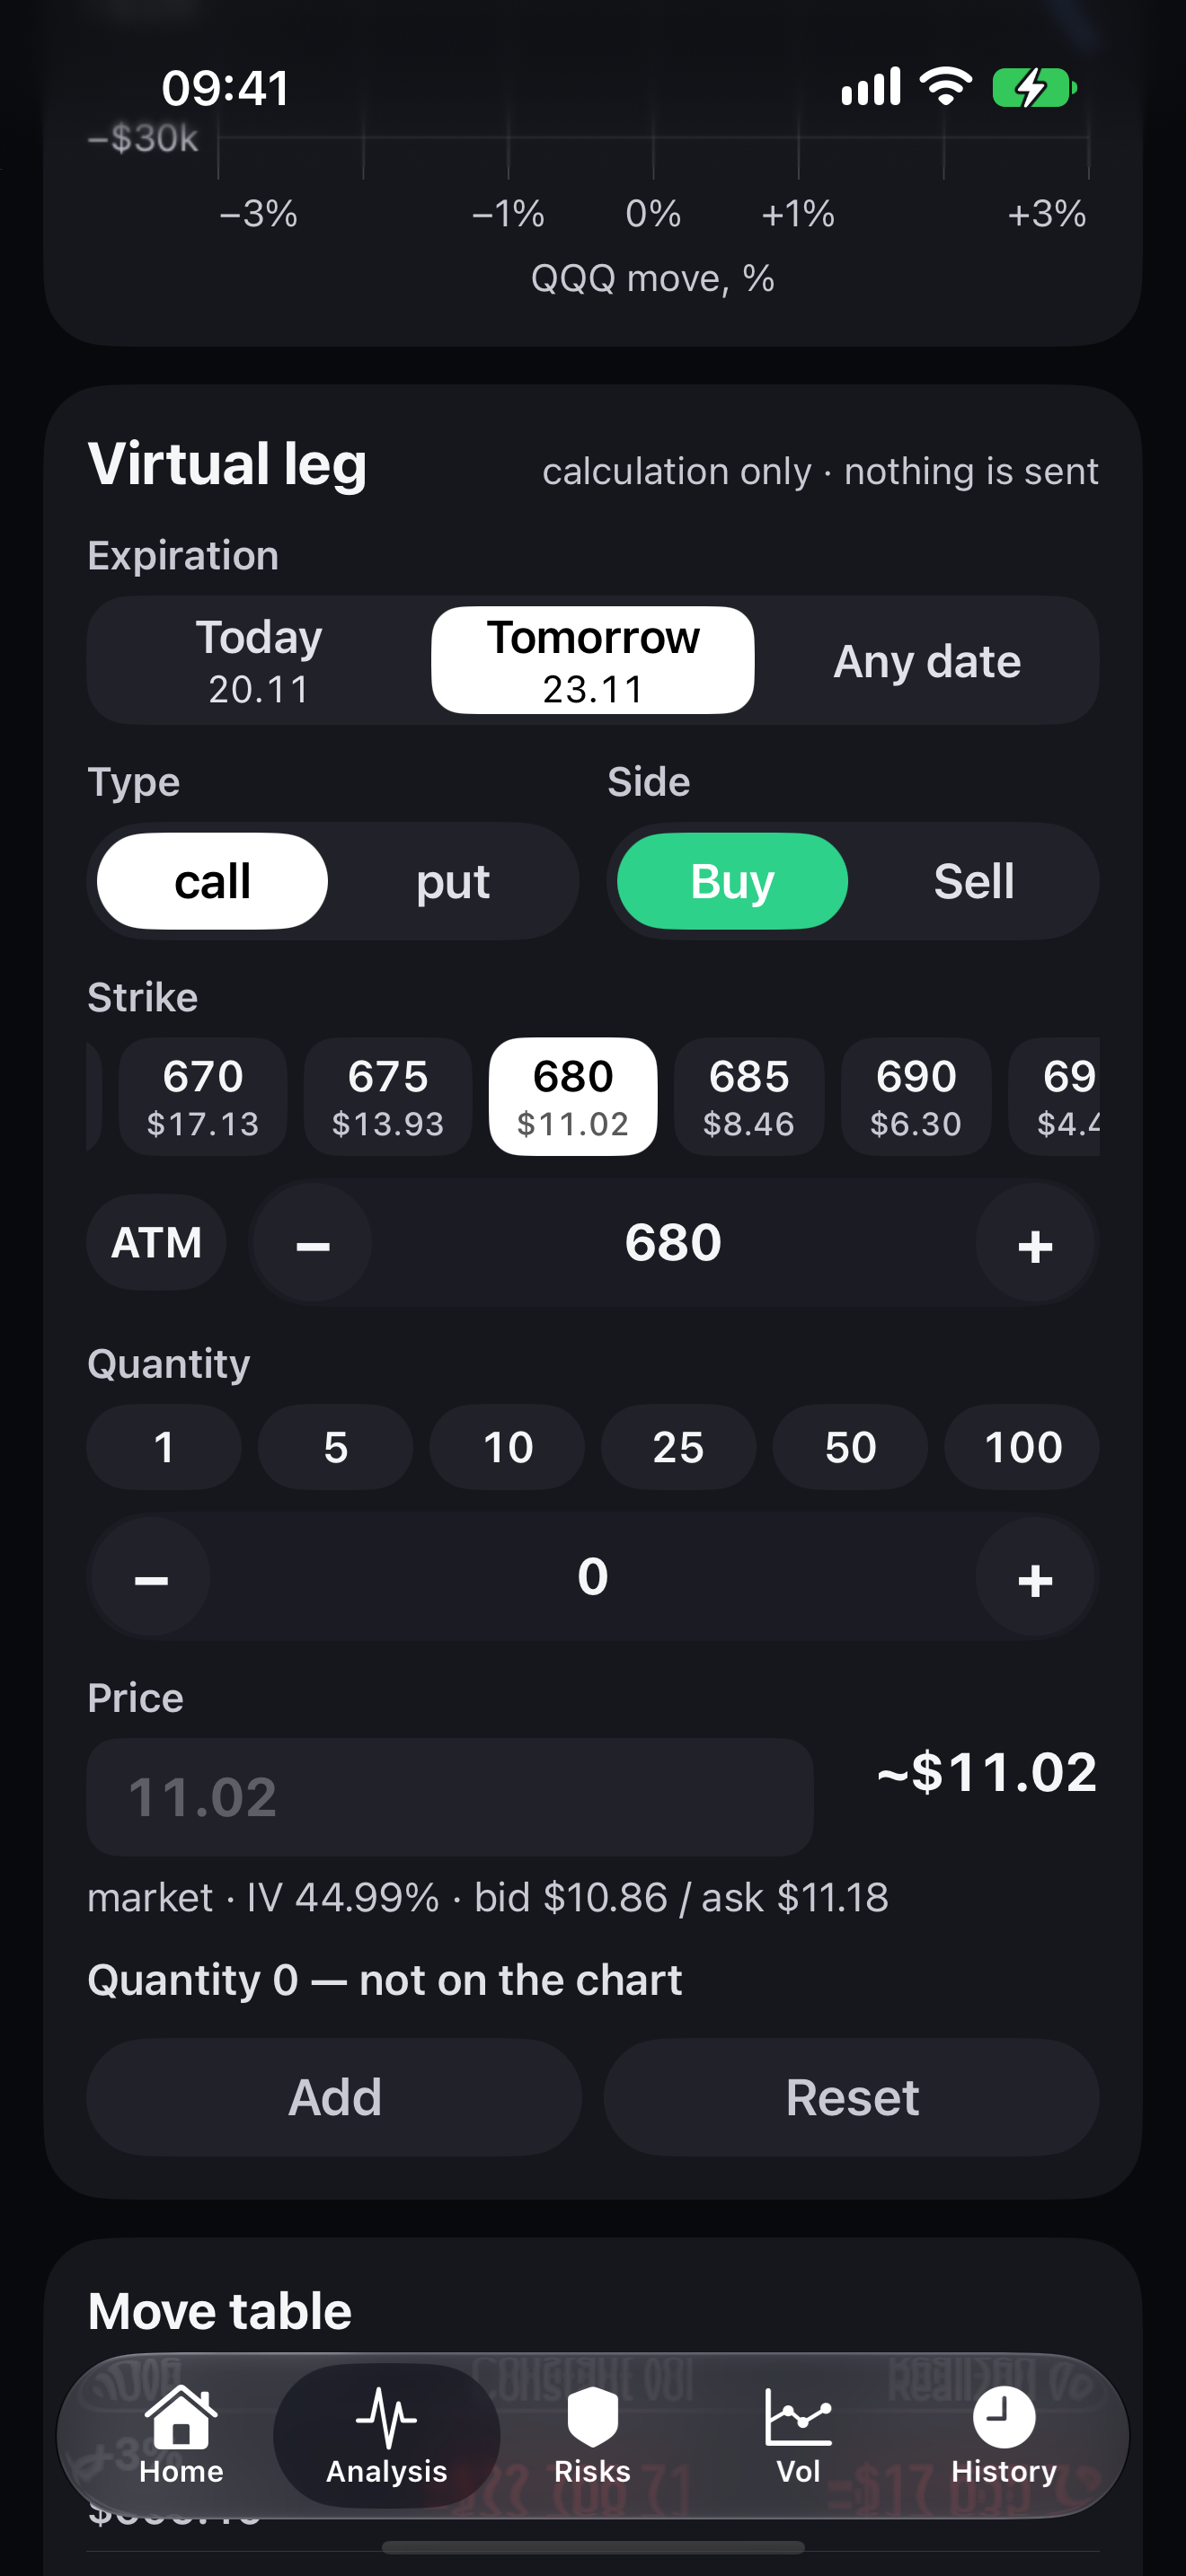 09:41
−$30k
−3% −1% 0% +1% +3%
QQQ move, %
Virtual leg calculation only · nothing is sent
Expiration
Today Tomorrow Any date
20.11 23.11
Type Side
call put Buy Sell
Strike
670 675 680 685 690 69
$17.13 $13.93 $11.02 $8.46 $6.30 $4.4
ATM − 680 +
Quantity
1 5 10 25 50 100
− 0 +
Price
11.02 ~$11.02
market · IV 44.99% · bid $10.86 / ask $11.18
Quantity 0 — not on the chart
Add Reset
Move table
Home Analysis Risks Vol History